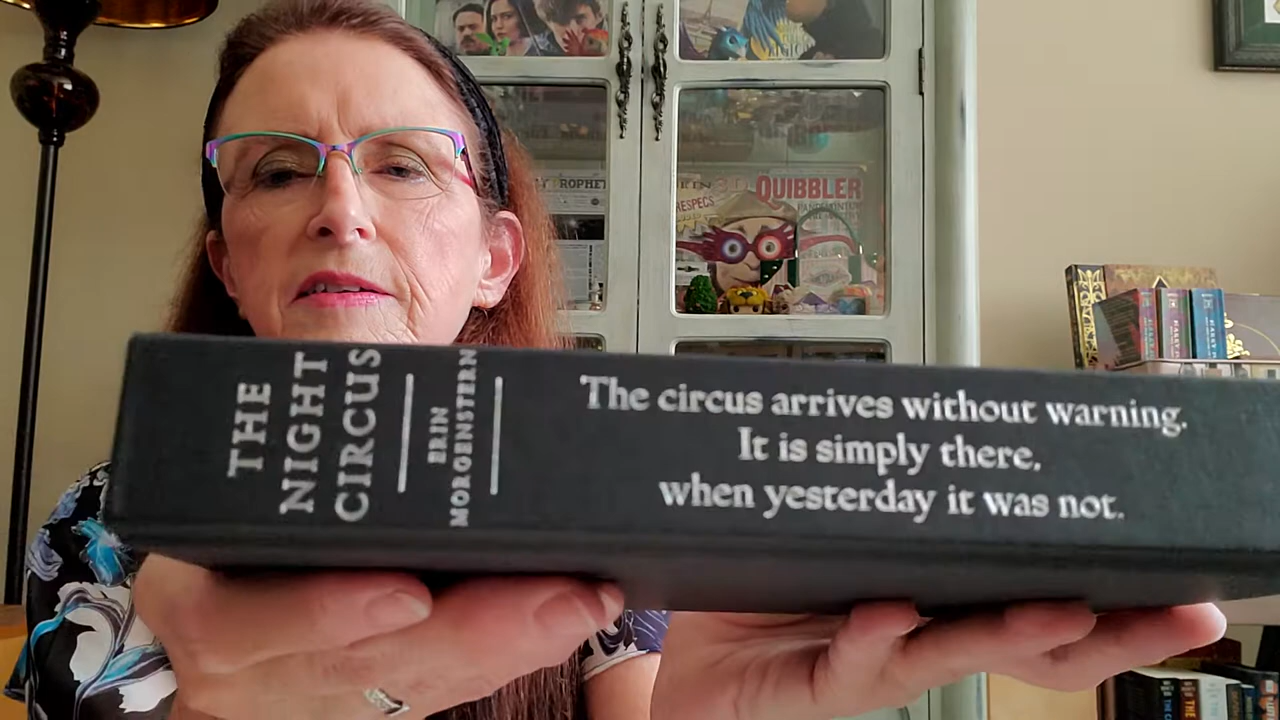 THE
NIGHT
CIRCUS
ERIN
MORGENSTERN
The circus arrives without warning.
It is simply there,
when yesterday it was not.
QUIBBLER